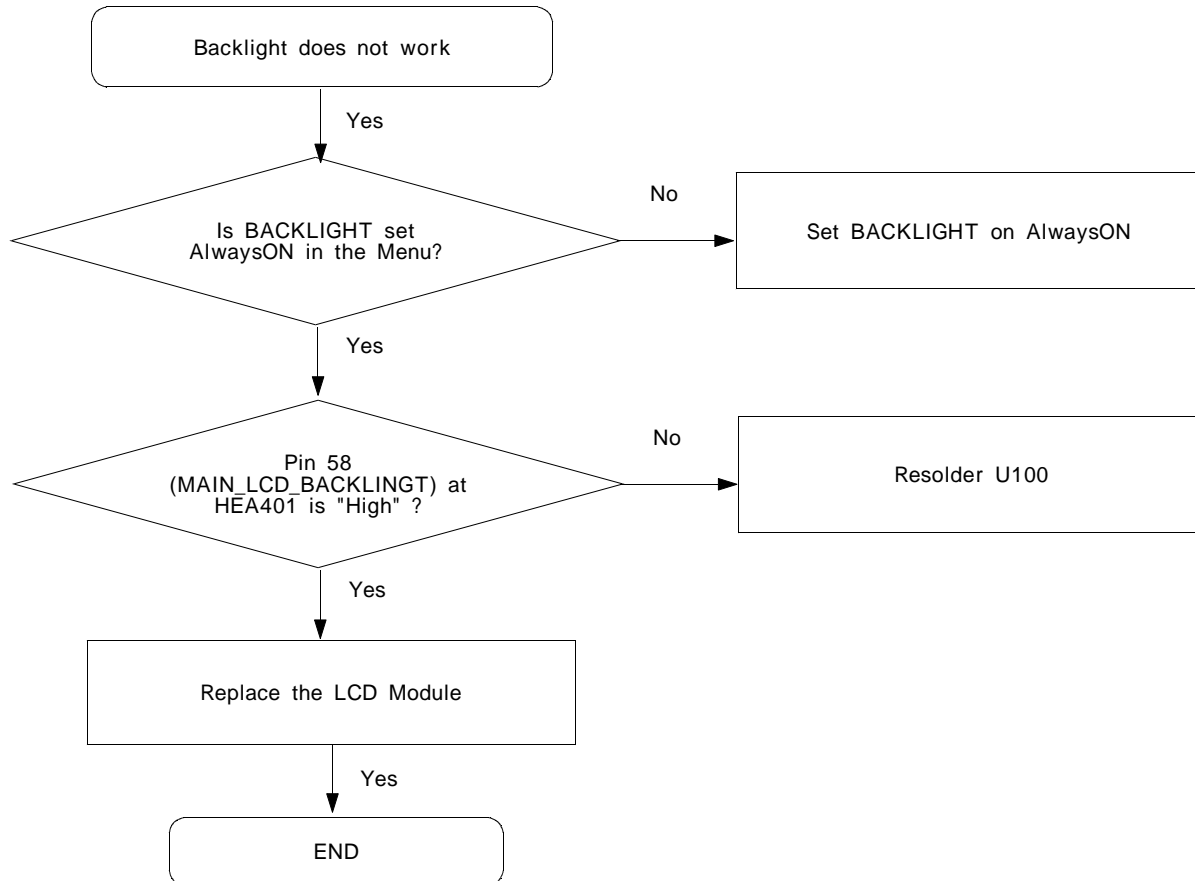 Backlight does not work
Yes
Is BACKLIGHT set
AlwaysON in the Menu?
No
Set BACKLIGHT on AlwaysON
Yes
Pin 58
(MAIN_LCD_BACKLINGT) at
HEA401 is "High" ?
No
Resolder U100
Yes
Replace the LCD Module
Yes
END